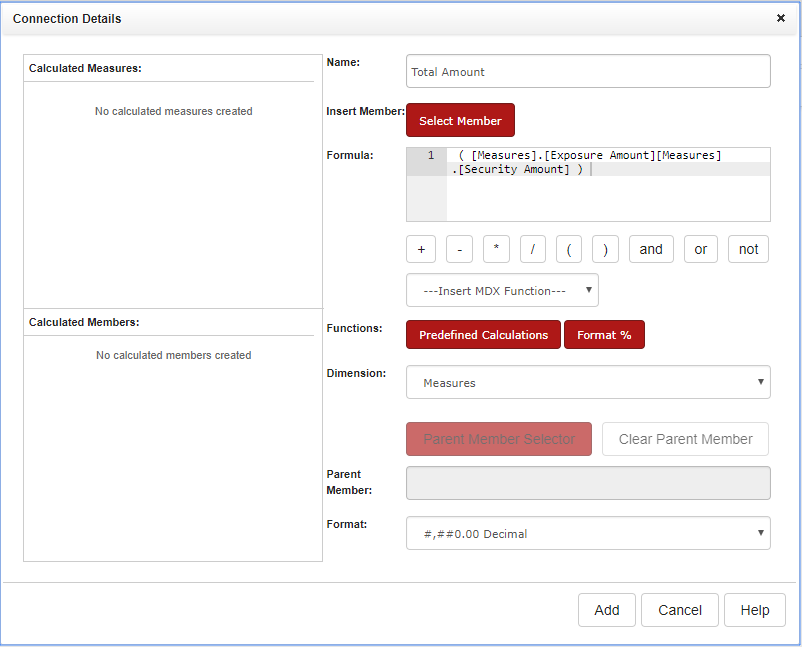 Connection Details ×
Calculated Measures:
No calculated measures created
Calculated Members:
No calculated members created
Name: Total Amount
Insert Member: Select Member
Formula: 1 ( [Measures].[Exposure Amount][Measures]
.[Security Amount] )
+ - * / ( ) and or not
---Insert MDX Function---
Functions: Predefined Calculations Format %
Dimension: Measures
Parent Member Selector Clear Parent Member
Parent
Member:
Format: #,##0.00 Decimal
Add Cancel Help